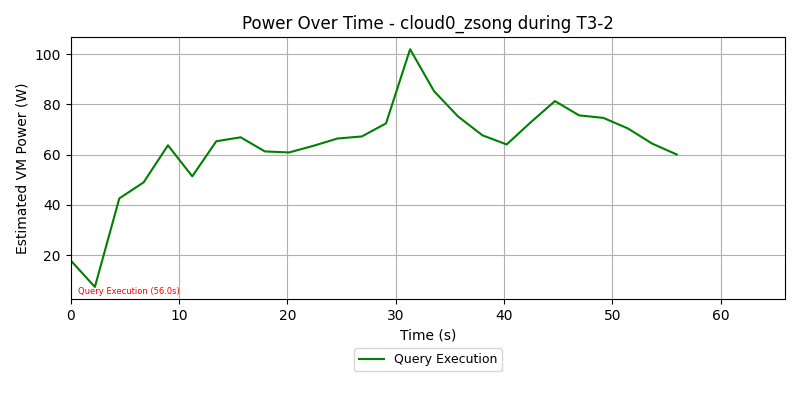 Power Over Time - cloud0_zsong during T3-2
Estimated VM Power (W)
100
80
60
40
20
Query Execution (56.0s)
0 10 20 30 40 50 60
Time (s)
Query Execution